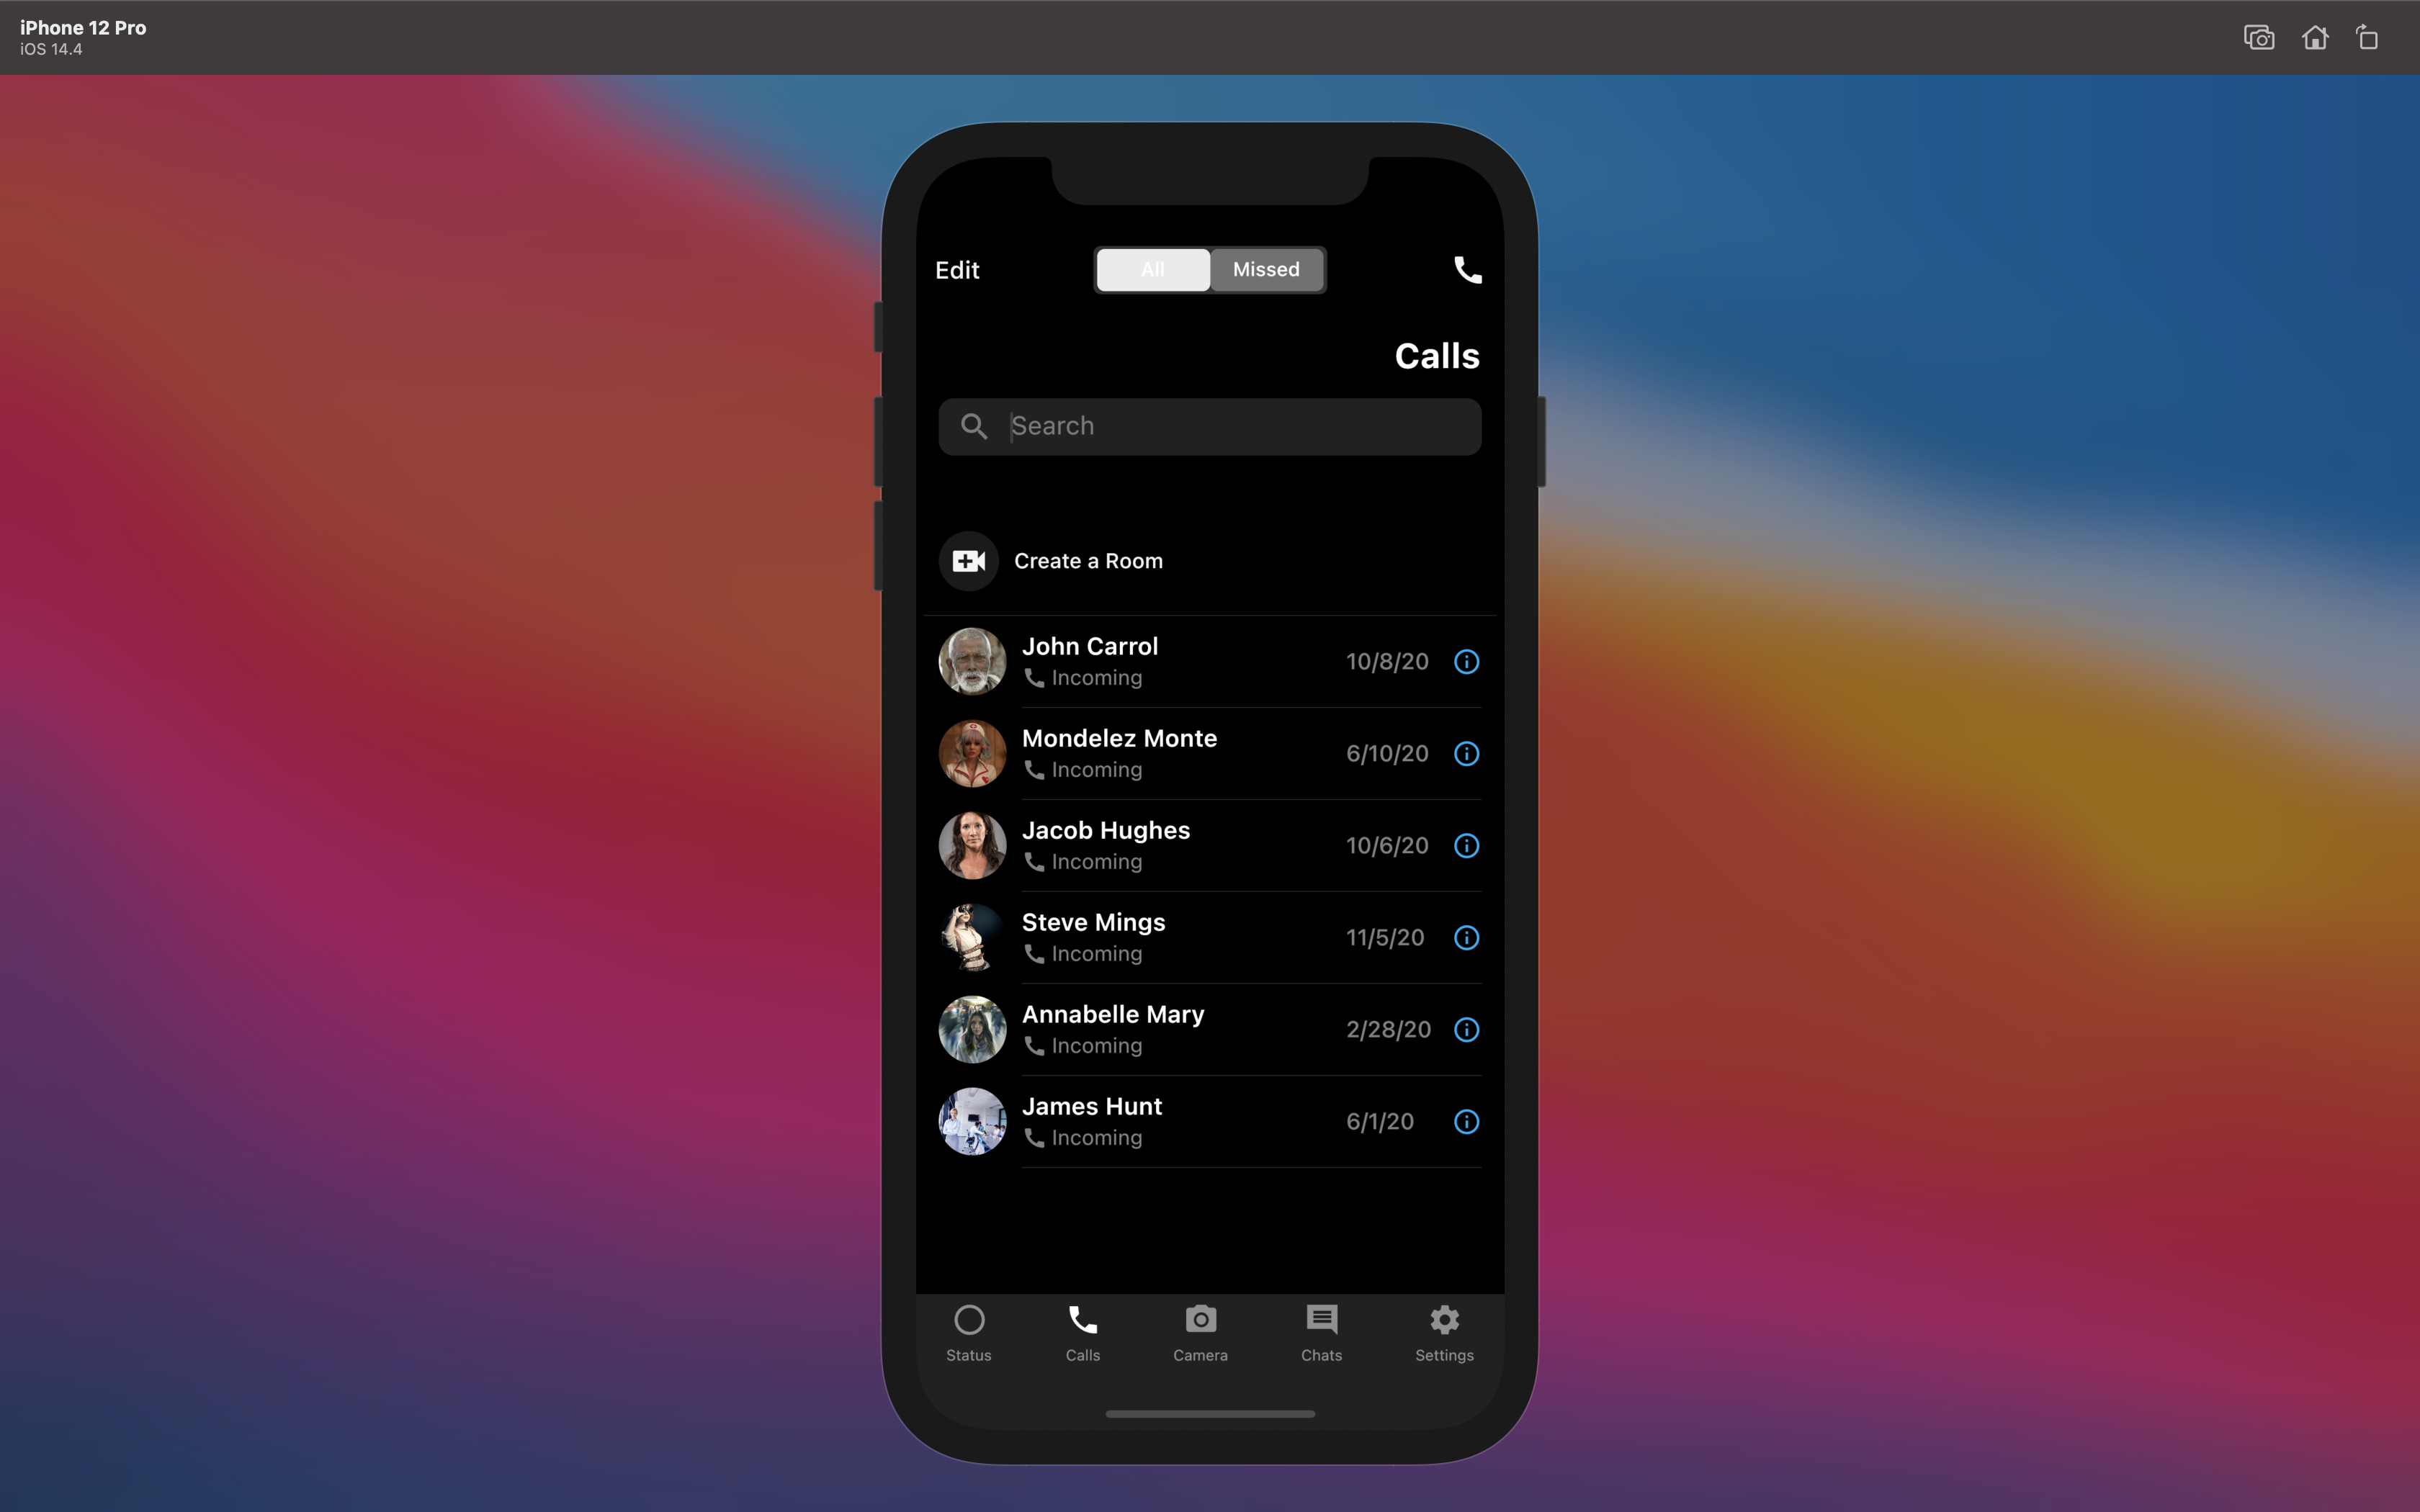 iPhone 12 Pro
iOS 14.4
Edit
All
Missed
Calls
Search
Create a Room
John Carrol
Incoming
10/8/20
Mondelez Monte
Incoming
6/10/20
Jacob Hughes
Incoming
10/6/20
Steve Mings
Incoming
11/5/20
Annabelle Mary
Incoming
2/28/20
James Hunt
Incoming
6/1/20
Status
Calls
Camera
Chats
Settings